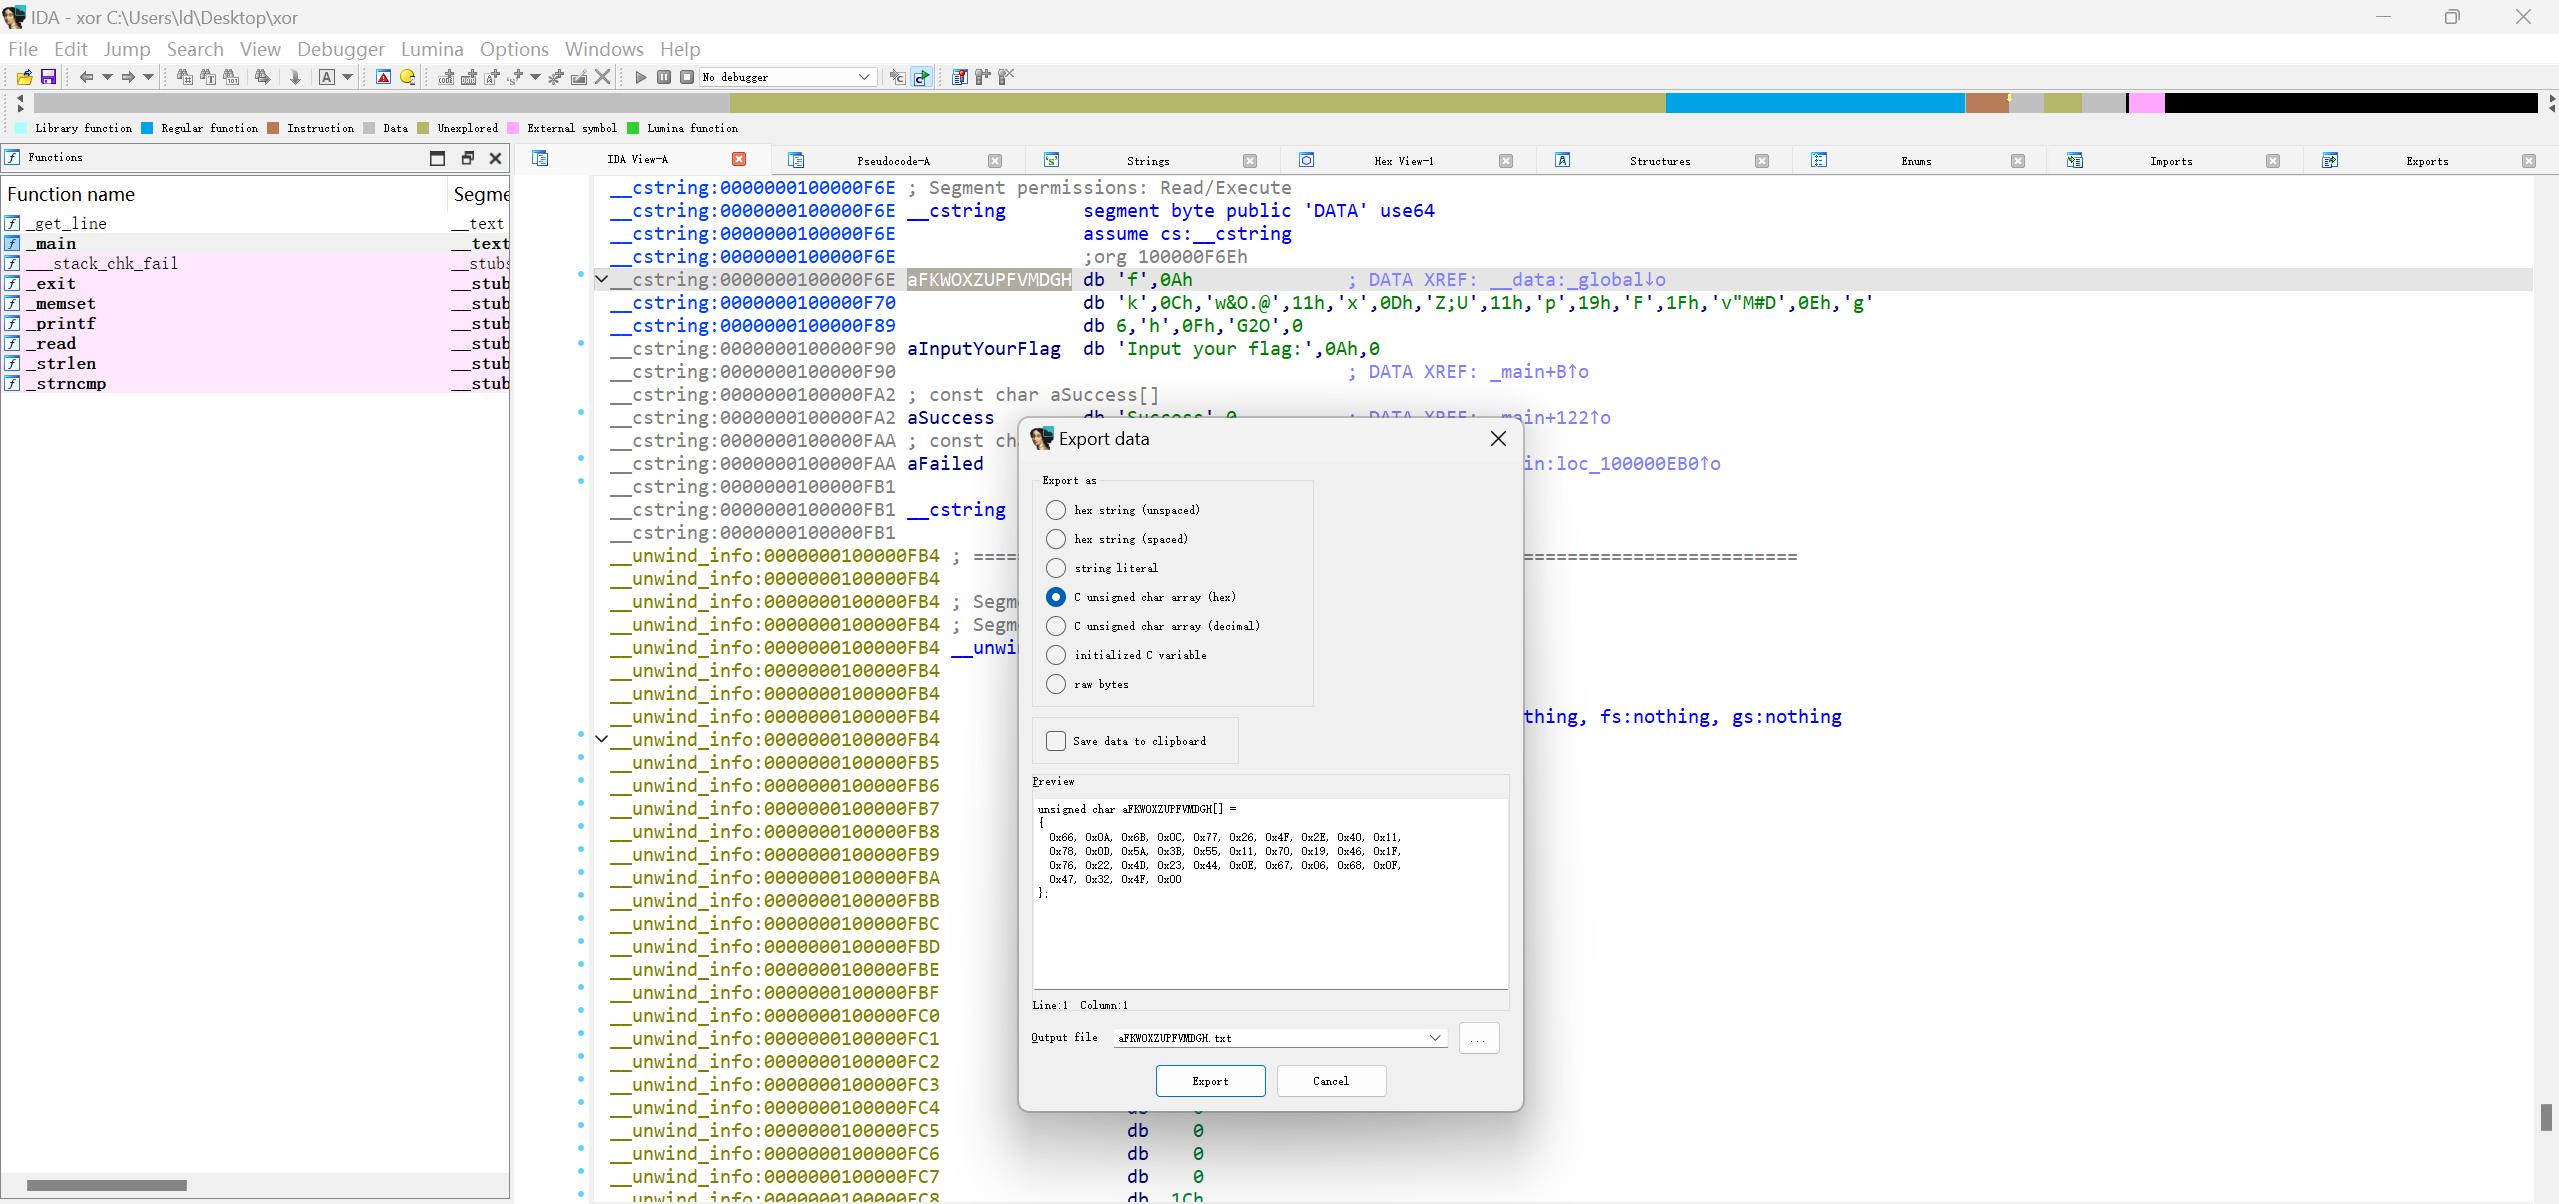 IDA - xor C:\Users\ld\Desktop\xor
File Edit Jump Search View Debugger Lumina Options Windows Help
No debugger
Library function Regular function Instruction Data Unexplored External symbol Lumina function
Functions
IDA View-A Pseudocode-A Strings Hex View-1 Structures Enums Imports Exports
Function name Segme
_get_line __text
_main __text
___stack_chk_fail __stubs
_exit __stub
_memset __stub
_printf __stub
_read __stub
_strlen __stub
_strncmp __stub
__cstring:0000000100000F6E ; Segment permissions: Read/Execute
__cstring:0000000100000F6E __cstring segment byte public 'DATA' use64
__cstring:0000000100000F6E assume cs:__cstring
__cstring:0000000100000F6E ;org 100000F6Eh
__cstring:0000000100000F6E aFKWOXZUPFVMDGH db 'f',0Ah ; DATA XREF: __data:_global↓o
__cstring:0000000100000F70 db 'k',0Ch,'w&O.@',11h,'x',0Dh,'Z;U',11h,'p',19h,'F',1Fh,'v"M#D',0Eh,'g'
__cstring:0000000100000F89 db 6,'h',0Fh,'G2O',0
__cstring:0000000100000F90 aInputYourFlag db 'Input your flag:',0Ah,0
__cstring:0000000100000F90 ; DATA XREF: _main+B↑o
__cstring:0000000100000FA2 ; const char aSuccess[]
__cstring:0000000100000FA2 aSuccess db 'Success',0 ; DATA XREF: _main+122↑o
__cstring:0000000100000FAA ; const ch
__cstring:0000000100000FAA aFailed in:loc_100000EB0↑o
__cstring:0000000100000FB1
__cstring:0000000100000FB1 __cstring
__cstring:0000000100000FB1
__unwind_info:0000000100000FB4 ; ==== =========================
__unwind_info:0000000100000FB4
__unwind_info:0000000100000FB4 ; Segm
__unwind_info:0000000100000FB4 ; Segm
__unwind_info:0000000100000FB4 __unwi
__unwind_info:0000000100000FB4
__unwind_info:0000000100000FB4
__unwind_info:0000000100000FB4 thing, fs:nothing, gs:nothing
__unwind_info:0000000100000FB4
__unwind_info:0000000100000FB5
__unwind_info:0000000100000FB6
__unwind_info:0000000100000FB7
__unwind_info:0000000100000FB8
__unwind_info:0000000100000FB9
__unwind_info:0000000100000FBA
__unwind_info:0000000100000FBB
__unwind_info:0000000100000FBC
__unwind_info:0000000100000FBD
__unwind_info:0000000100000FBE
__unwind_info:0000000100000FBF
__unwind_info:0000000100000FC0
__unwind_info:0000000100000FC1
__unwind_info:0000000100000FC2
__unwind_info:0000000100000FC3
__unwind_info:0000000100000FC4
__unwind_info:0000000100000FC5 db 0
__unwind_info:0000000100000FC6 db 0
__unwind_info:0000000100000FC7 db 0
__unwind_info:0000000100000FC8 db 1Ch
Export data
Export as
hex string (unspaced)
hex string (spaced)
string literal
C unsigned char array (hex)
C unsigned char array (decimal)
initialized C variable
raw bytes
Save data to clipboard
Preview
unsigned char aFKWOXZUPFVMDGH[] =
{
0x66, 0x0A, 0x6B, 0x0C, 0x77, 0x26, 0x4F, 0x2E, 0x40, 0x11,
0x78, 0x0D, 0x5A, 0x3B, 0x55, 0x11, 0x70, 0x19, 0x46, 0x1F,
0x76, 0x22, 0x4D, 0x23, 0x44, 0x0E, 0x67, 0x06, 0x68, 0x0F,
0x47, 0x32, 0x4F, 0x00
};
Line:1 Column:1
Output file aFKWOXZUPFVMDGH.txt ...
Export Cancel